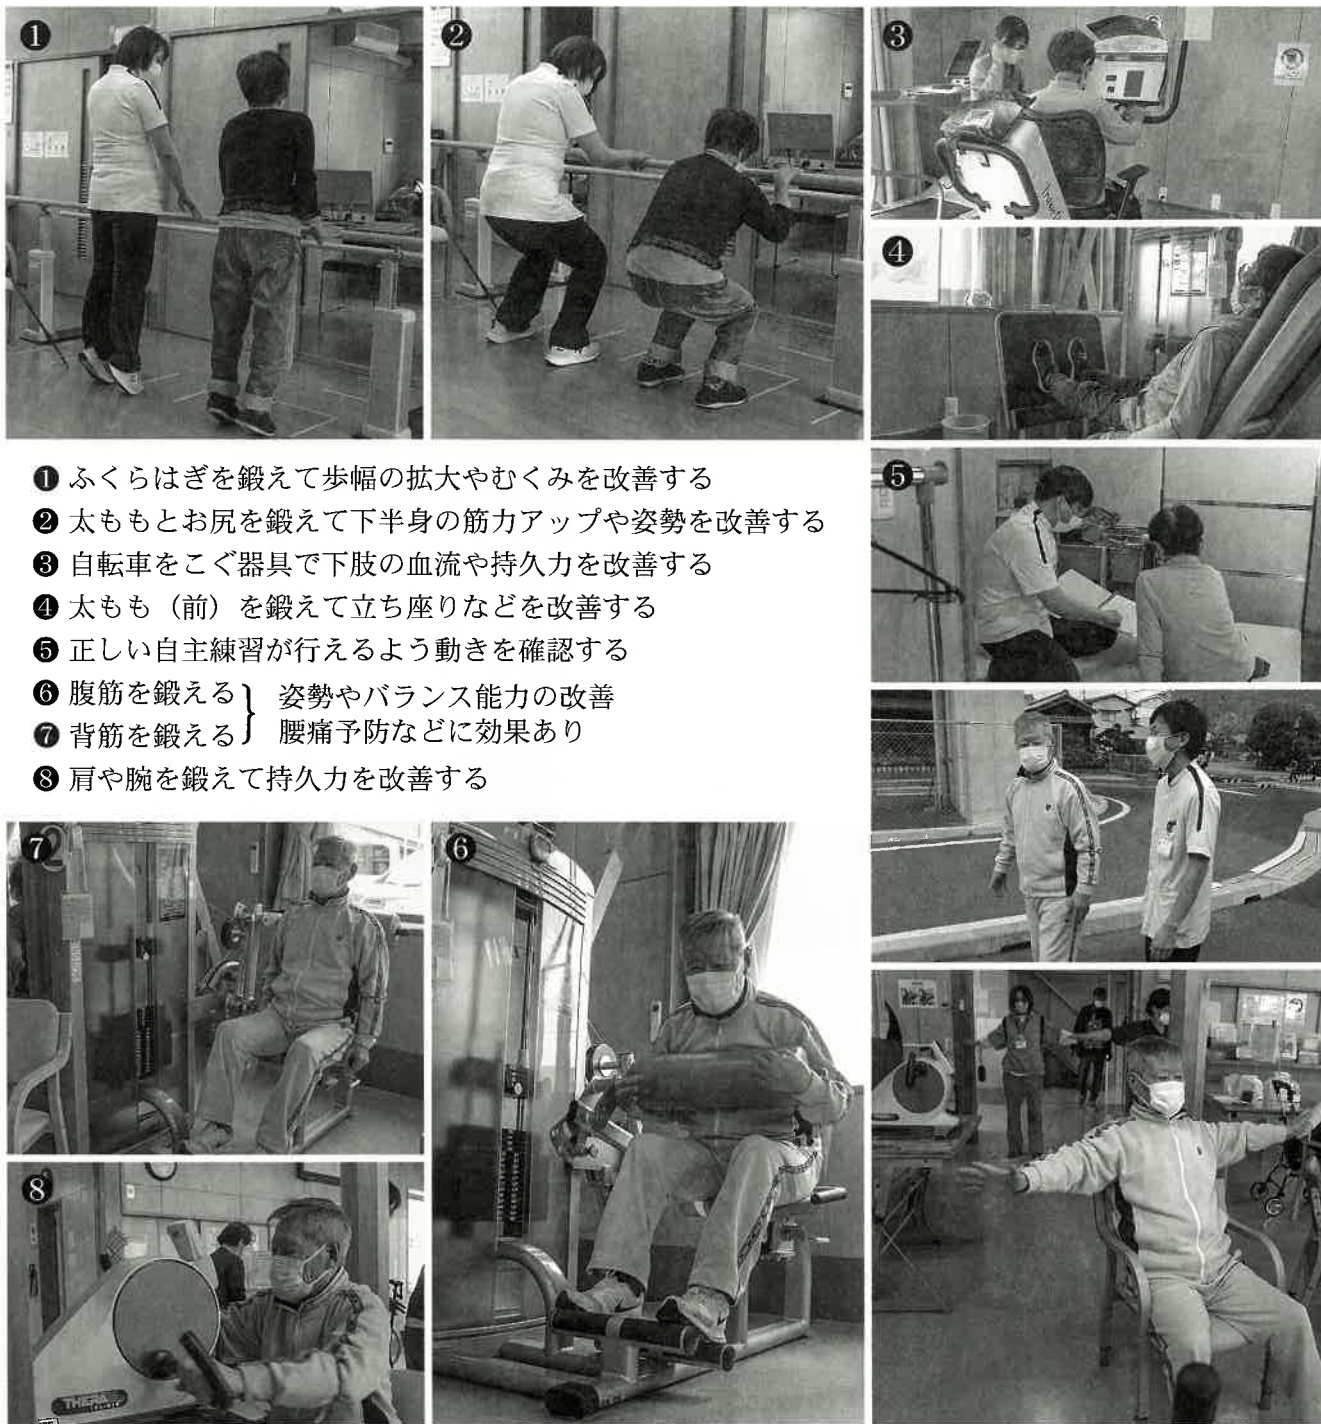 ❶
❷
❸
❹
❶ ふくらはぎを鍛えて歩幅の拡大やむくみを改善する
❷ 太ももとお尻を鍛えて下半身の筋力アップや姿勢を改善する
❸ 自転車をこぐ器具で下肢の血流や持久力を改善する
❹ 太もも（前）を鍛えて立ち座りなどを改善する
❺ 正しい自主練習が行えるよう動きを確認する
❻ 腹筋を鍛える
❼ 背筋を鍛える
姿勢やバランス能力の改善
腰痛予防などに効果あり
❽ 肩や腕を鍛えて持久力を改善する
❺
❼
❻
❽
THERA